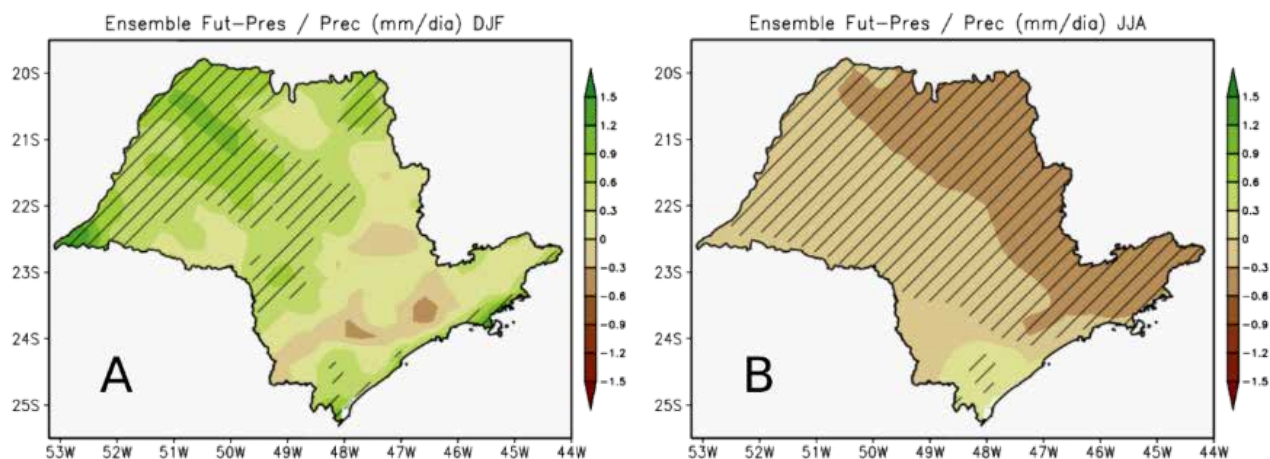 Ensemble Fut-Pres / Prec (mm/dia) DJF
20S
21S
22S
23S
24S
25S
53W 52W 51W 50W 49W 48W 47W 46W 45W 44W
1.5
1.2
0.9
0.6
0.3
0
-0.3
-0.6
-0.9
-1.2
-1.5
A
Ensemble Fut-Pres / Prec (mm/dia) JJA
20S
21S
22S
23S
24S
25S
53W 52W 51W 50W 49W 48W 47W 46W 45W 44W
1.5
1.2
0.9
0.6
0.3
0
-0.3
-0.6
-0.9
-1.2
-1.5
B